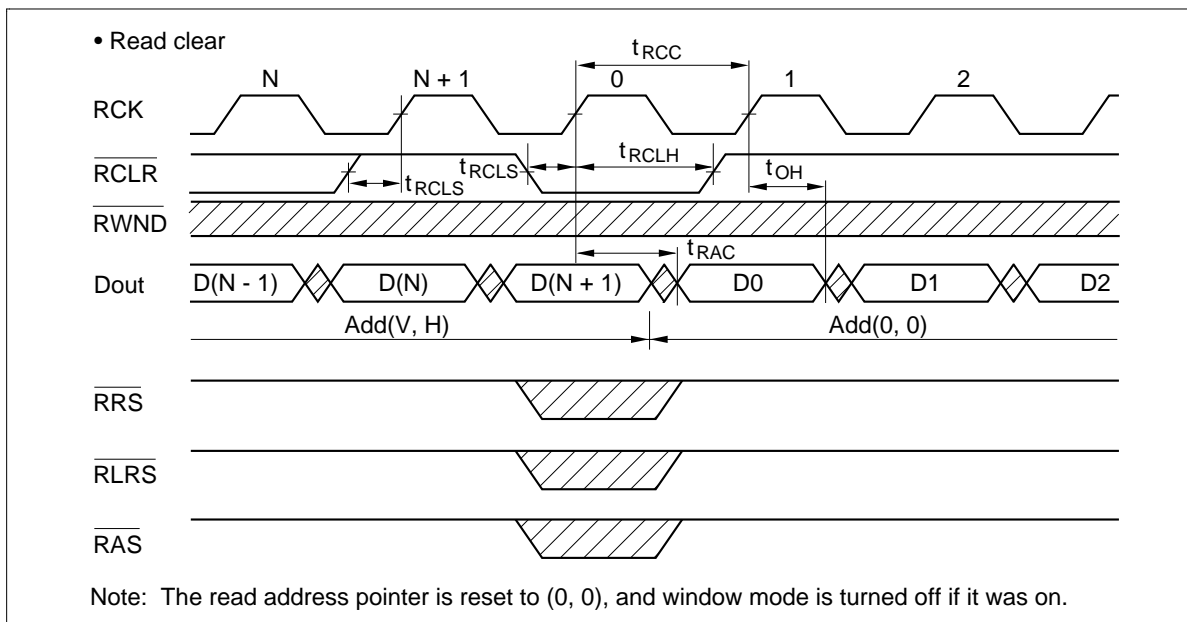 • Read clear
tRCC
N N + 1 0 1 2
RCK
RCLR
tRCLS tRCLS tRCLH tOH
RWND
tRAC
Dout D(N - 1) D(N) D(N + 1) D0 D1 D2
Add(V, H) Add(0, 0)
RRS
RLRS
RAS
Note: The read address pointer is reset to (0, 0), and window mode is turned off if it was on.